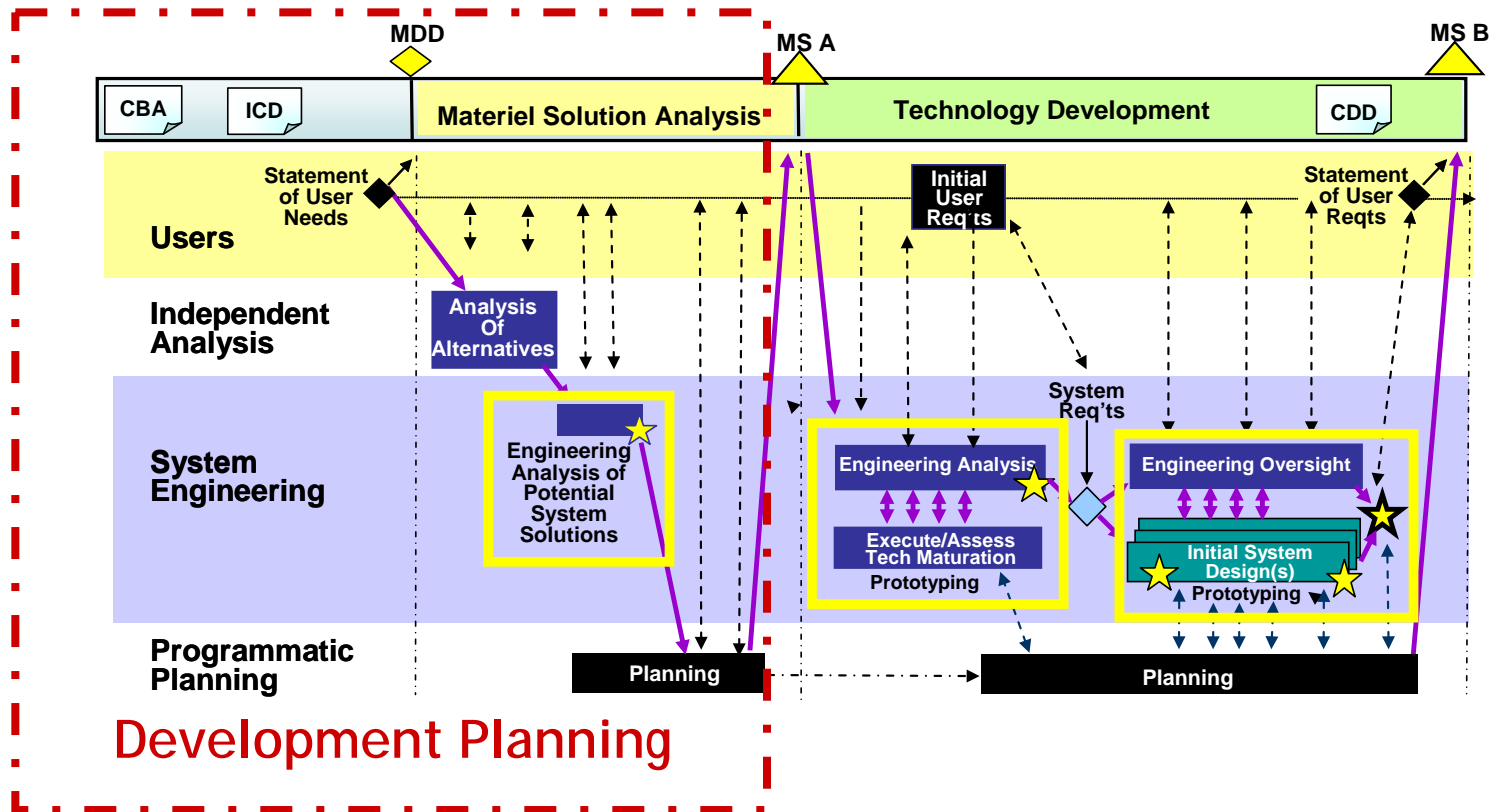 MDD
MS A
MS B
CBA
ICD
Materiel Solution Analysis
Technology Development
CDD
Statement
of User
Needs
Initial
User
Req'ts
Statement
of User
Reqts
Users
Independent
Analysis
Analysis
Of
Alternatives
System
Engineering
Engineering
Analysis of
Potential
System
Solutions
System
Req'ts
Engineering Analysis
Execute/Assess
Tech Maturation
Prototyping
Engineering Oversight
Initial System
Design(s)
Prototyping
Programmatic
Planning
Planning
Planning
Development Planning